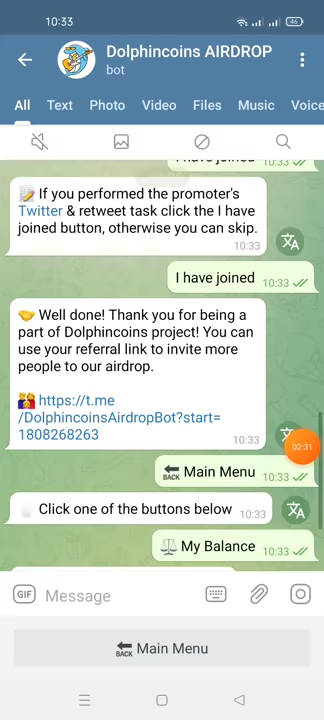 10:33
46
Dolphincoins AIRDROP
bot
All Text Photo Video Files Music Voice
I have joined 10:33
If you performed the promoter's
Twitter & retweet task click the I have
joined button, otherwise you can skip.
10:33
I have joined 10:33
Well done! Thank you for being a
part of Dolphincoins project! You can
use your referral link to invite more
people to our airdrop.
https://t.me
/DolphincoinsAirdropBot?start=
1808268263
10:33
02:31
BACK Main Menu 10:33
Click one of the buttons below 10:33
My Balance 10:33
GIF Message
BACK Main Menu